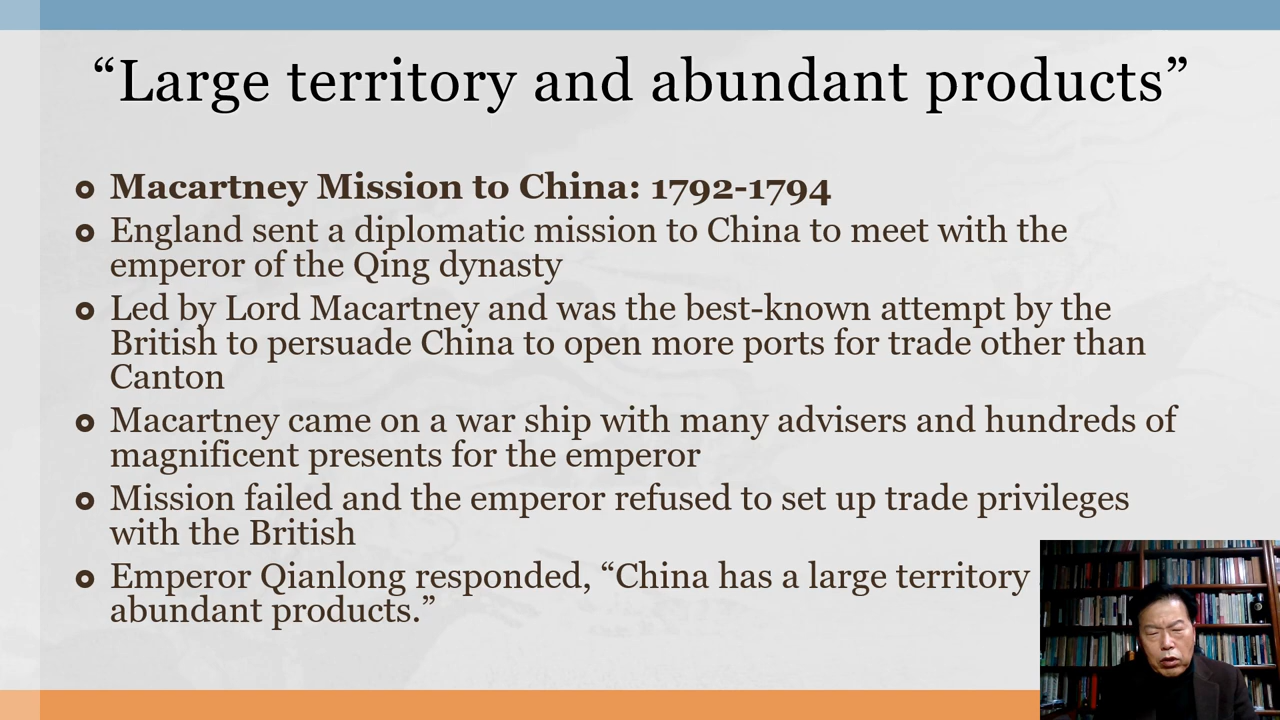 “Large territory and abundant products”
Macartney Mission to China: 1792-1794
England sent a diplomatic mission to China to meet with the
emperor of the Qing dynasty
Led by Lord Macartney and was the best-known attempt by the
British to persuade China to open more ports for trade other than
Canton
Macartney came on a war ship with many advisers and hundreds of
magnificent presents for the emperor
Mission failed and the emperor refused to set up trade privileges
with the British
Emperor Qianlong responded, “China has a large territory
abundant products.”